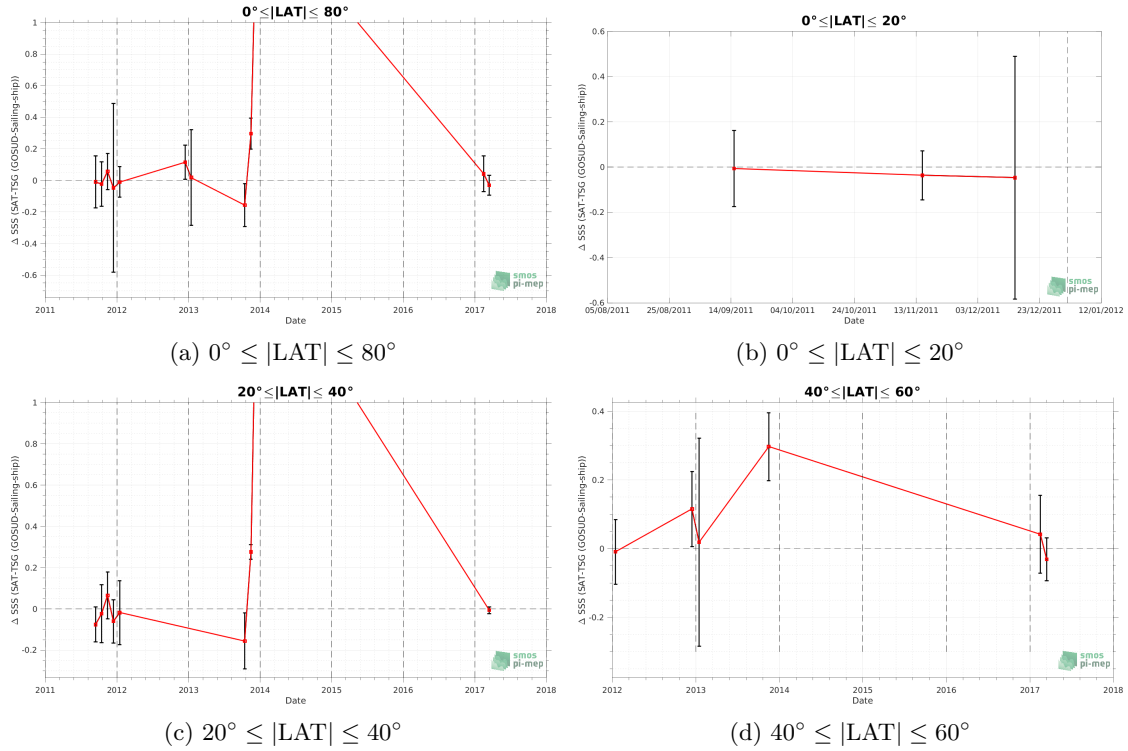 0°≤|LAT|≤ 80°
Δ SSS (SAT-TSG (GOSUD-Sailing-ship))
1
0.8
0.6
0.4
0.2
0
-0.2
-0.4
-0.6
smos
pi-mep
2011 2012 2013 2014 2015 2016 2017 2018
Date
(a) 0° ≤ |LAT| ≤ 80°
0°≤|LAT|≤ 20°
Δ SSS (SAT-TSG (GOSUD-Sailing-ship))
0.6
0.4
0.2
0
-0.2
-0.4
-0.6
smos
pi-mep
05/08/2011 25/08/2011 14/09/2011 04/10/2011 24/10/2011 13/11/2011 03/12/2011 23/12/2011 12/01/2012
Date
(b) 0° ≤ |LAT| ≤ 20°
20°≤|LAT|≤ 40°
Δ SSS (SAT-TSG (GOSUD-Sailing-ship))
1
0.8
0.6
0.4
0.2
0
-0.2
smos
pi-mep
2011 2012 2013 2014 2015 2016 2017 2018
Date
(c) 20° ≤ |LAT| ≤ 40°
40°≤|LAT|≤ 60°
Δ SSS (SAT-TSG (GOSUD-Sailing-ship))
0.4
0.2
0
-0.2
smos
pi-mep
2012 2013 2014 2015 2016 2017 2018
Date
(d) 40° ≤ |LAT| ≤ 60°